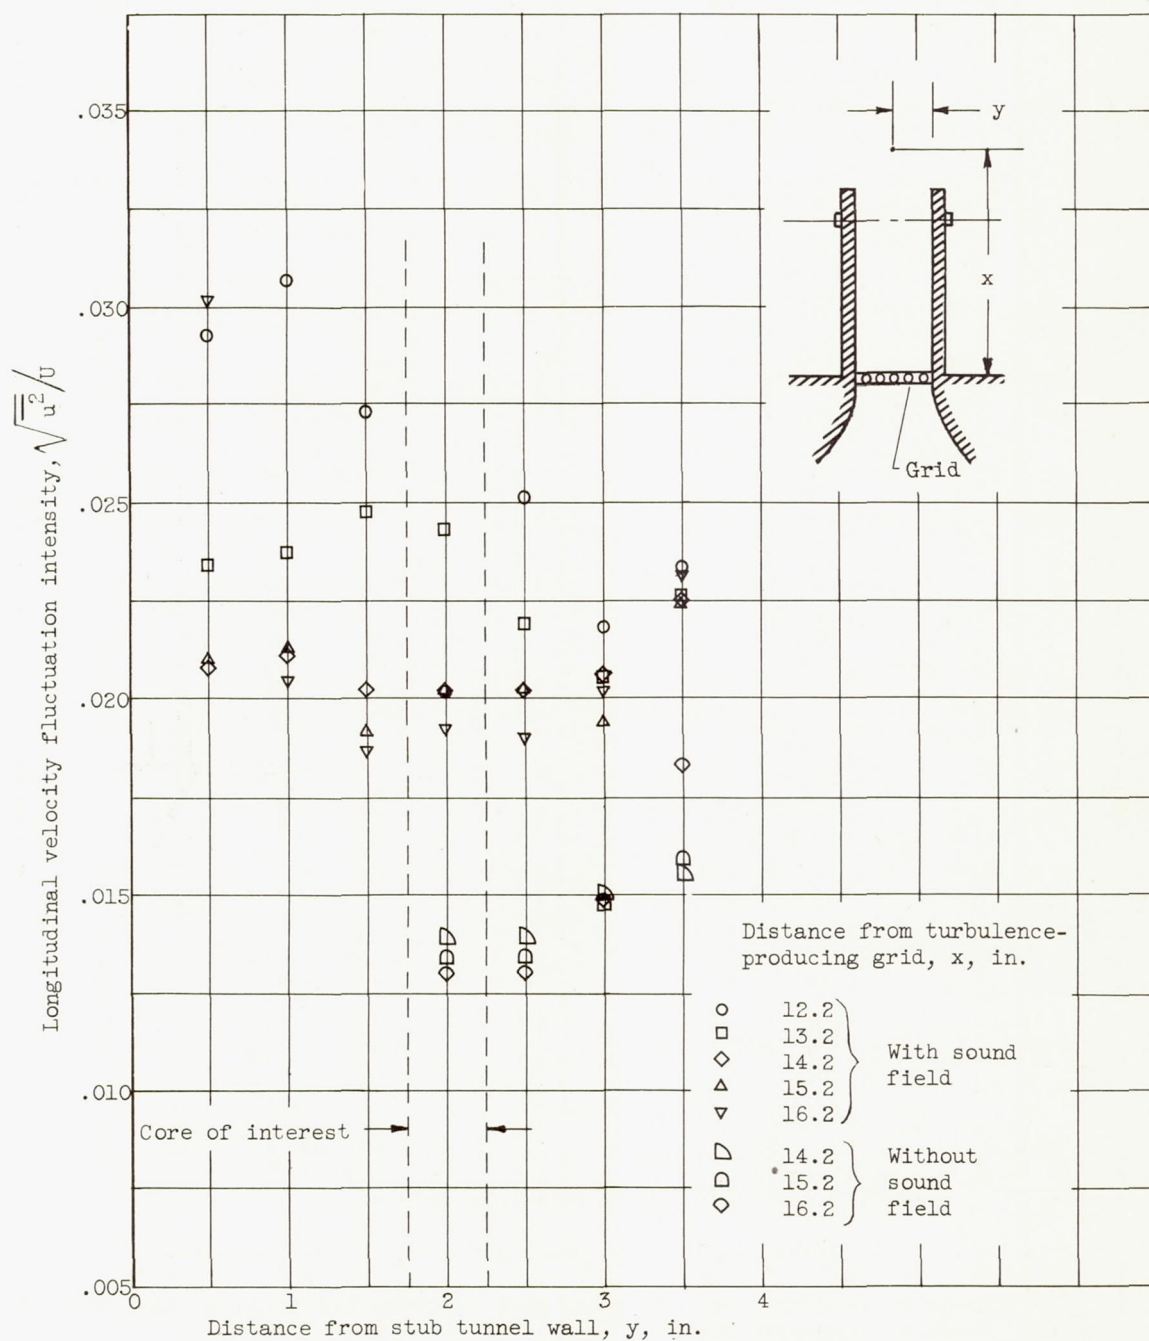 .035
.030
.025
.020
.015
.010
.005
Longitudinal velocity fluctuation intensity, √u²/U
y
x
Grid
Distance from turbulence-
producing grid, x, in.
12.2
13.2
14.2
15.2
16.2
With sound
field
14.2
15.2
16.2
Without
sound
field
Core of interest
0 1 2 3 4
Distance from stub tunnel wall, y, in.